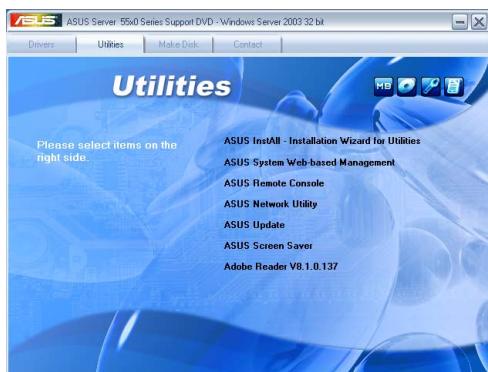 ASUS
ASUS Server 55x0 Series Support DVD - Windows Server 2003 32 bit
Drivers
Utilities
Make Disk
Contact
Utilities
MB
Please select items on the
right side.
ASUS InstAll - Installation Wizard for Utilities
ASUS System Web-based Management
ASUS Remote Console
ASUS Network Utility
ASUS Update
ASUS Screen Saver
Adobe Reader V8.1.0.137